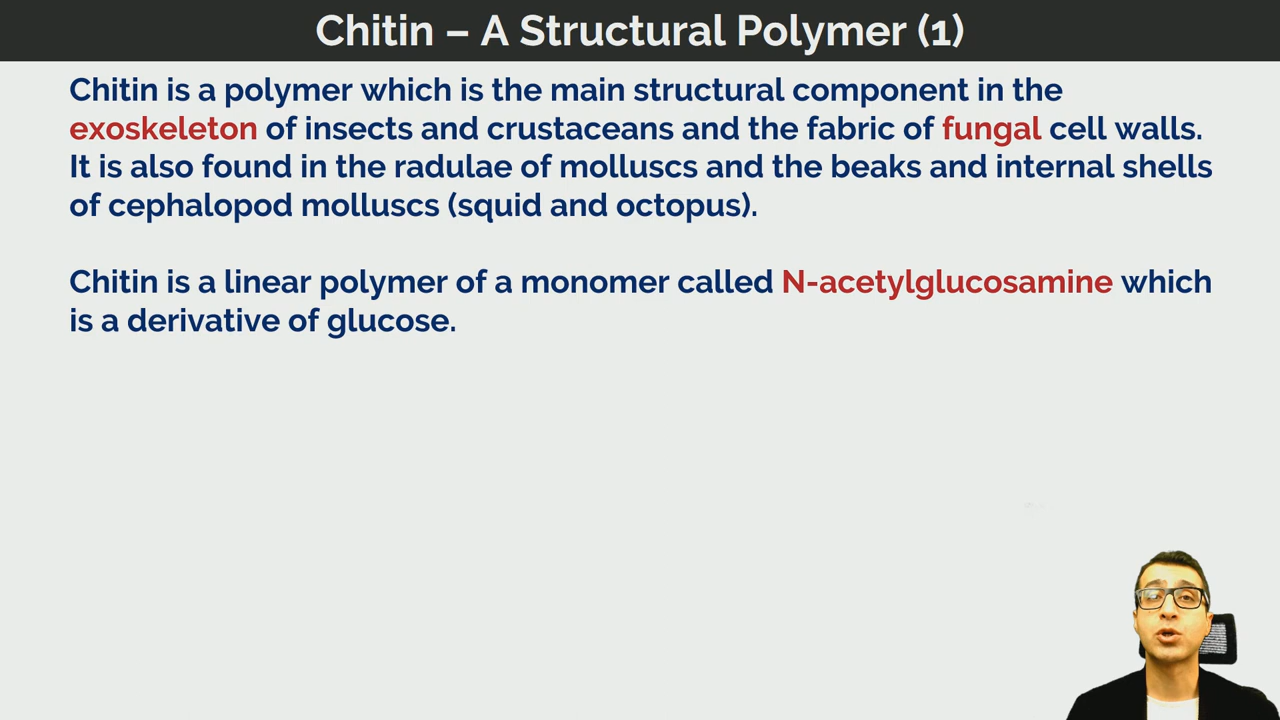 Chitin – A Structural Polymer (1)
Chitin is a polymer which is the main structural component in the
exoskeleton of insects and crustaceans and the fabric of fungal cell walls.
It is also found in the radulae of molluscs and the beaks and internal shells
of cephalopod molluscs (squid and octopus).
Chitin is a linear polymer of a monomer called N-acetylglucosamine which
is a derivative of glucose.